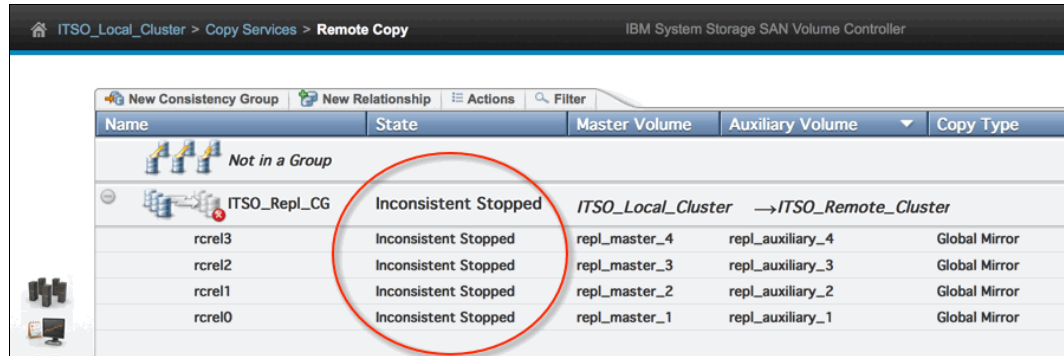 ITSO_Local_Cluster > Copy Services > Remote Copy IBM System Storage SAN Volume Controller
New Consistency Group New Relationship Actions Filter
Name State Master Volume Auxiliary Volume Copy Type
Not in a Group
ITSO_Repl_CG Inconsistent Stopped ITSO_Local_Cluster → ITSO_Remote_Cluster
rcrel3 Inconsistent Stopped repl_master_4 repl_auxiliary_4 Global Mirror
rcrel2 Inconsistent Stopped repl_master_3 repl_auxiliary_3 Global Mirror
rcrel1 Inconsistent Stopped repl_master_2 repl_auxiliary_2 Global Mirror
rcrel0 Inconsistent Stopped repl_master_1 repl_auxiliary_1 Global Mirror